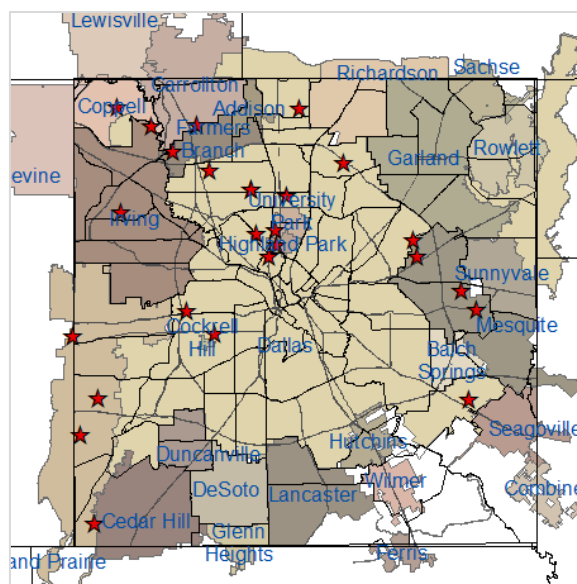 Lewisville
Carrollton
Richardson
Sachse
Coppell
Addison
Farmers
Branch
Garland
Rowlett
evine
University
Park
Irving
Highland Park
Sunnyvale
Mesquite
Cockrell
Hill
Dallas
Balch
Springs
Seagoville
Hutchins
Duncanville
DeSoto
Lancaster
Wilmer
Combine
Cedar Hill
Glenn
Heights
Ferris
and Prairie